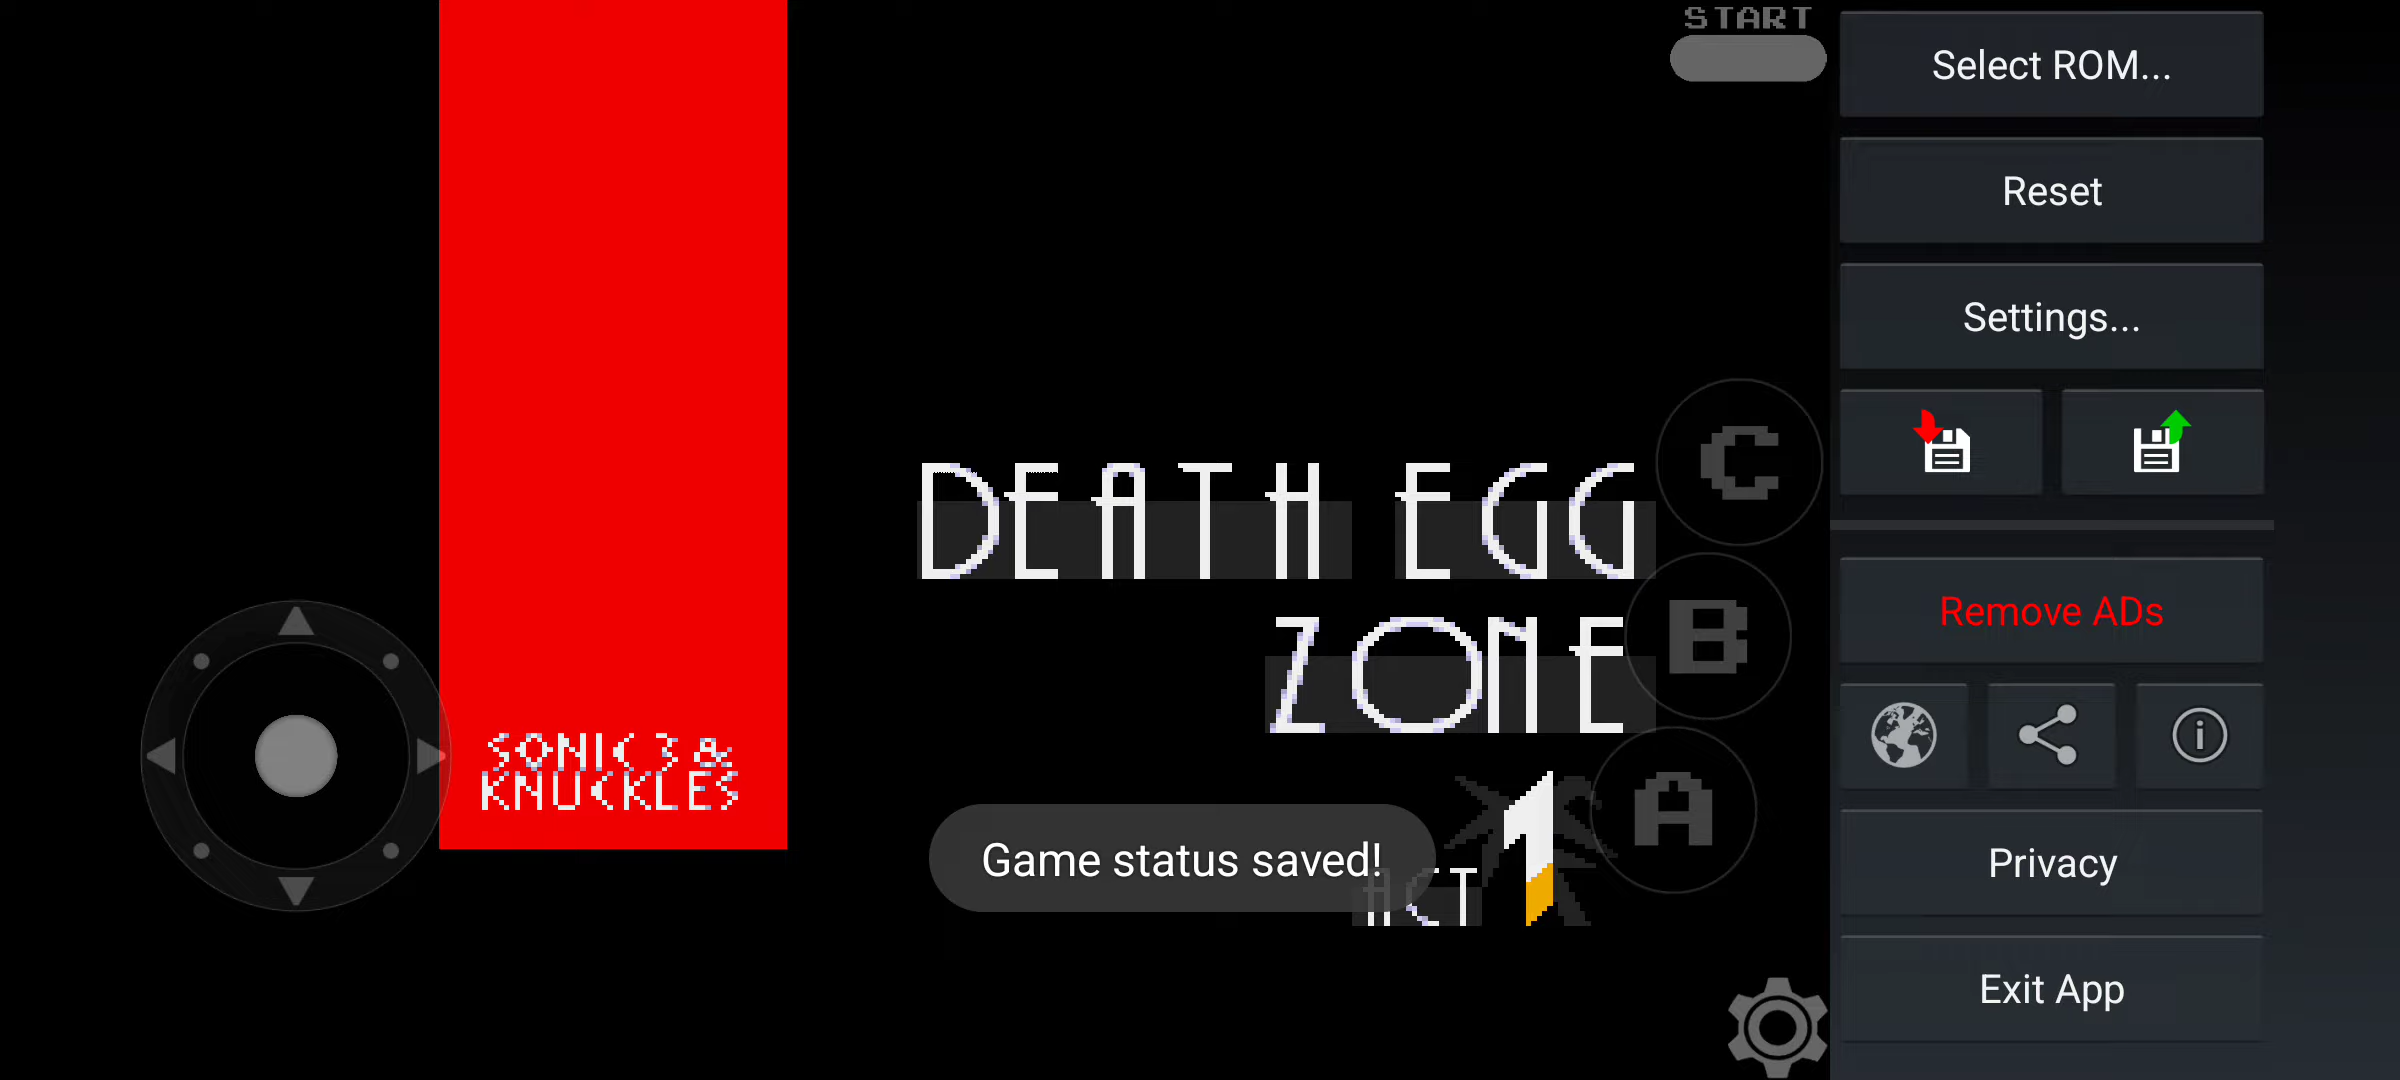 START
Select ROM...
Reset
Settings...
C
DEATH EGG
B
ZONE
Remove ADs
SONIC 3 &
KNUCKLES
A
Game status saved!
ACT 1
Privacy
Exit App